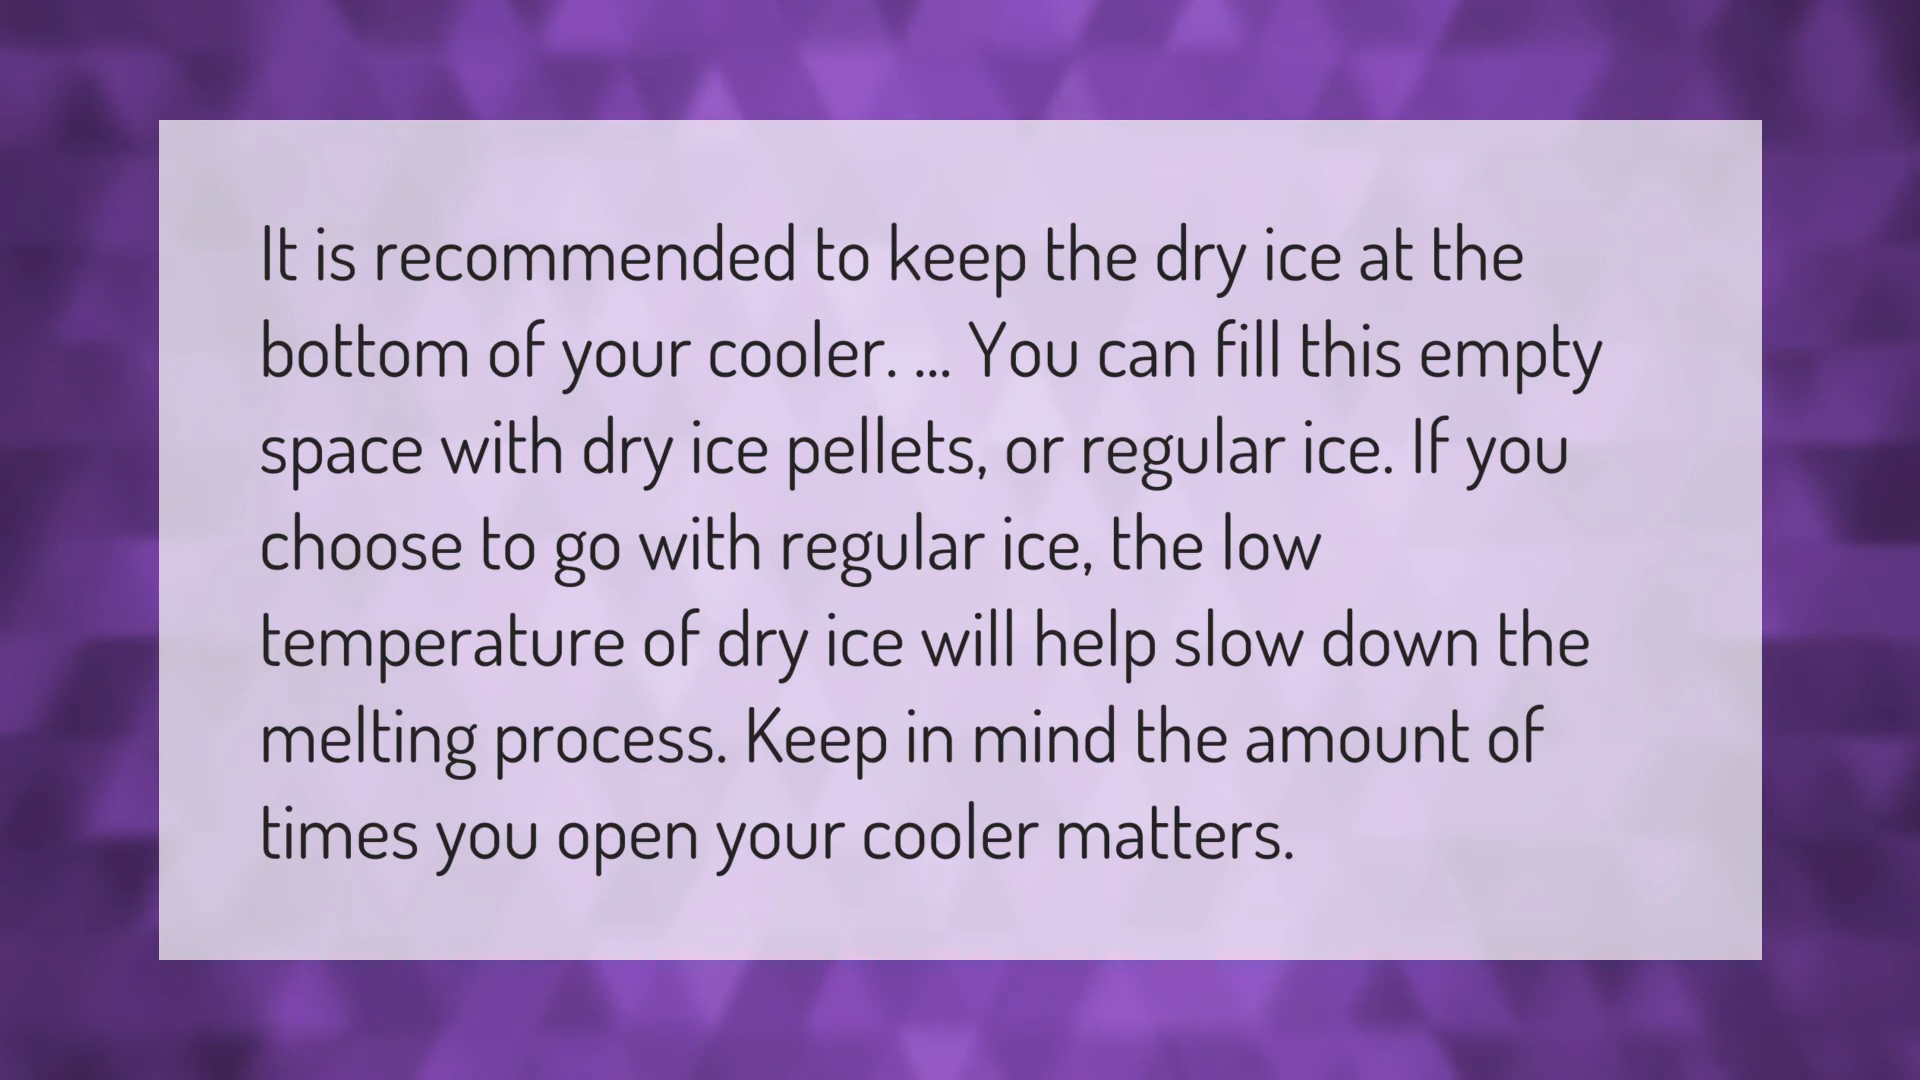 It is recommended to keep the dry ice at the
bottom of your cooler. ... You can fill this empty
space with dry ice pellets, or regular ice. If you
choose to go with regular ice, the low
temperature of dry ice will help slow down the
melting process. Keep in mind the amount of
times you open your cooler matters.